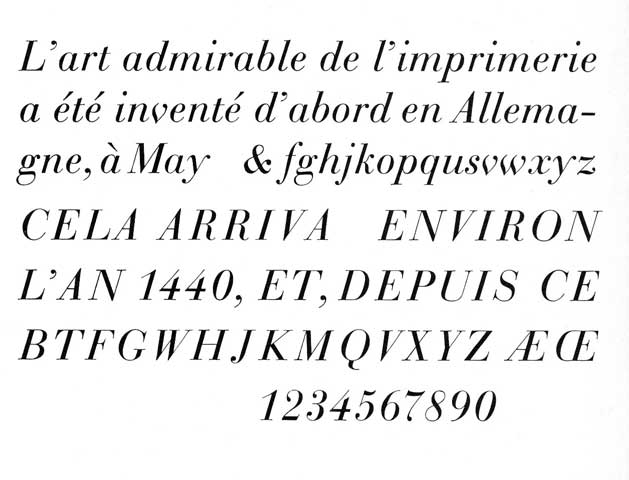 L'art admirable de l'imprimerie
a été inventé d'abord en Allema-
gne, à May & fghjkopqusvwxyz
CELA ARRIVA ENVIRON
L'AN 1440, ET, DEPUIS CE
BTFGWHJKMQVXYZ ÆŒ
1234567890